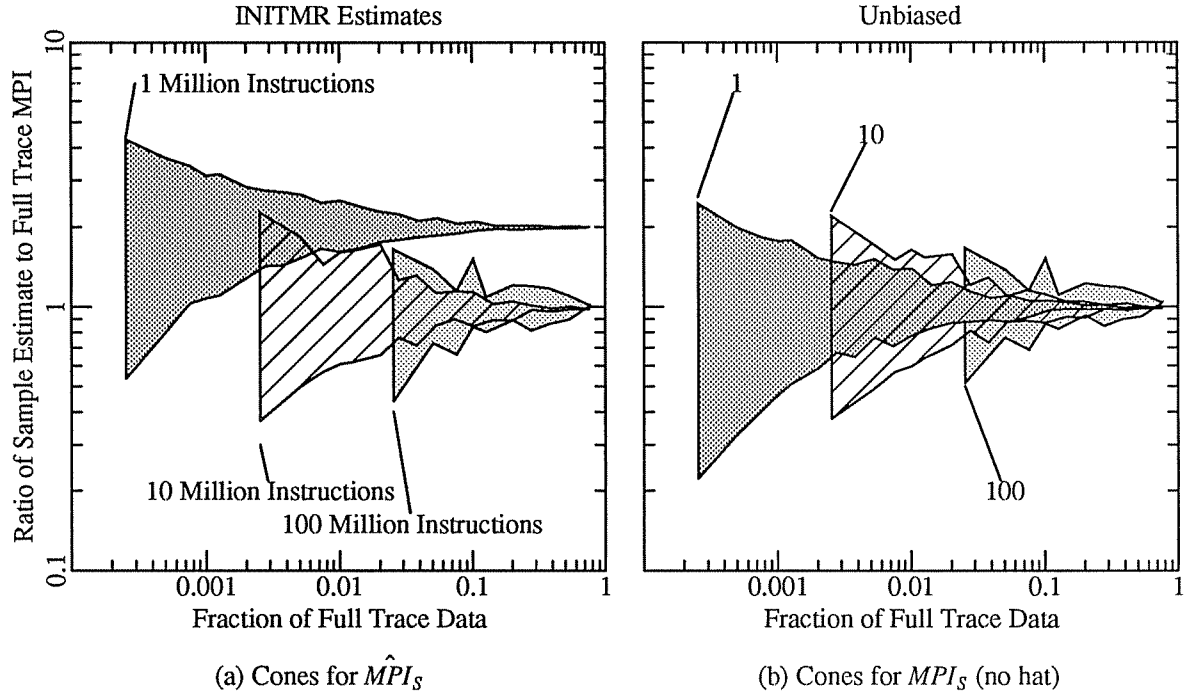 INITMR Estimates
Unbiased
Ratio of Sample Estimate to Full Trace MPI
10
1
0.1
1 Million Instructions
10 Million Instructions
100 Million Instructions
0.001 0.01 0.1 1
Fraction of Full Trace Data
(a) Cones for M\hat{P}I_S
1
10
100
0.001 0.01 0.1 1
Fraction of Full Trace Data
(b) Cones for MPI_S (no hat)